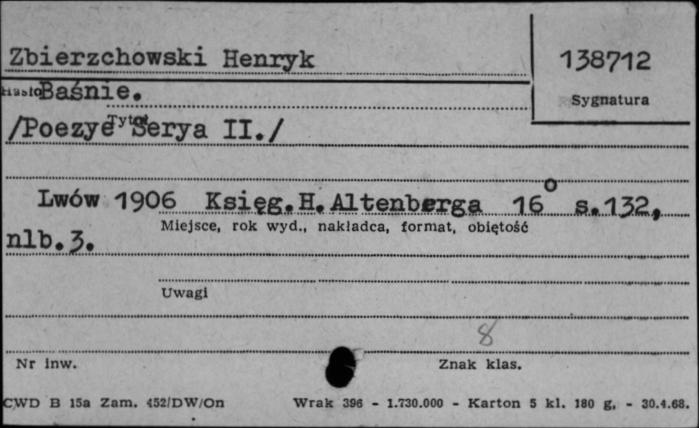 Zbierzchowski Henryk
138712
Hasło
Baśnie.
Sygnatura
Tytuł
/Poezye Serya II./
Lwów 1906 Księg.H.Altenberga 16° s.132,
Miejsce, rok wyd., nakładca, format, objętość
nlb.3.
Uwagi
8
Nr inw.
Znak klas.
CWD B 15a Zam. 452/DW/On
Wrak 396 - 1.730.000 - Karton 5 kl. 180 g. - 30.4.68.